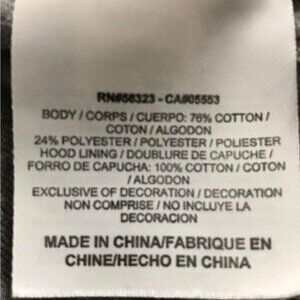 RN#56323 - CA#05553
BODY / CORPS / CUERPO: 76% COTTON /
COTON / ALGODON
24% POLYESTER / POLYESTER / POLIESTER
HOOD LINING / DOUBLURE DE CAPUCHE /
FORRO DE CAPUCHA: 100% COTTON / COTON
/ ALGODON
EXCLUSIVE OF DECORATION / DECORATION
NON COMPRISE / NO INCLUYE LA
DECORACION
MADE IN CHINA/FABRIQUE EN
CHINE/HECHO EN CHINA